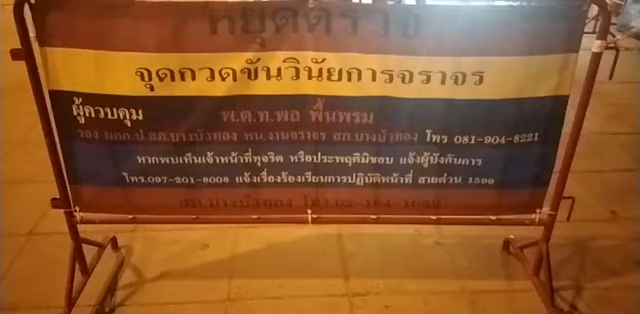 หยุดตรวจ
จุดกวดขันวินัยการจราจร
ผู้ควบคุม พ.ต.ท.พล พื้นพรม
รอง ผกก.ป.สภ.บางบัวทอง หน.งานจราจร สภ.บางบัวทอง โทร 081-904-8221
หากพบเห็นเจ้าหน้าที่ทุจริต หรือประพฤติมิชอบ แจ้งผู้บังคับการ
โทร.097-201-8008 แจ้งเรื่องร้องเรียนการปฏิบัติหน้าที่ สายด่วน 1599
สภ.บางบัวทอง โทร.